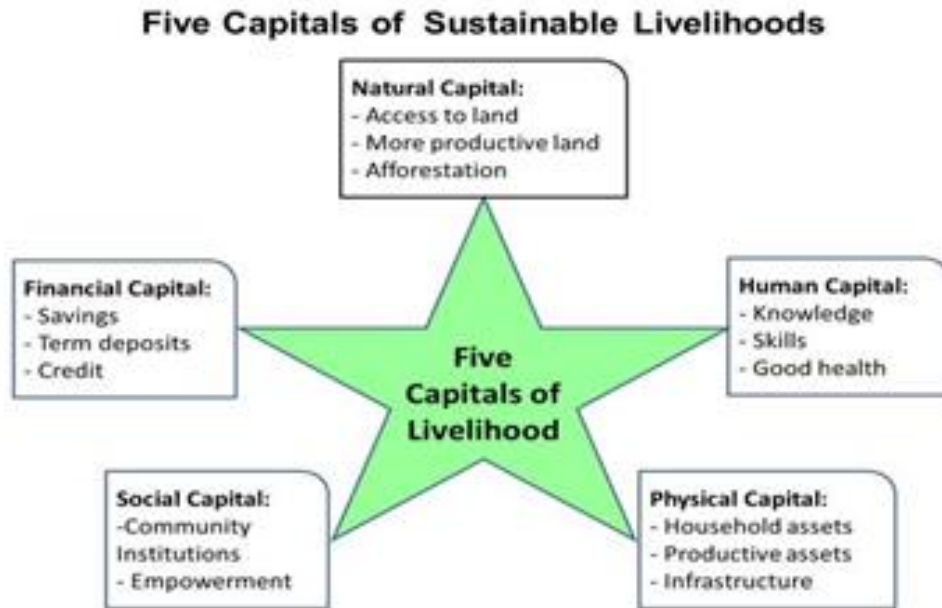 Five Capitals of Sustainable Livelihoods
Natural Capital:
- Access to land
- More productive land
- Afforestation
Financial Capital:
- Savings
- Term deposits
- Credit
Human Capital:
- Knowledge
- Skills
- Good health
Five
Capitals of
Livelihood
Social Capital:
-Community
Institutions
- Empowerment
Physical Capital:
- Household assets
- Productive assets
- Infrastructure